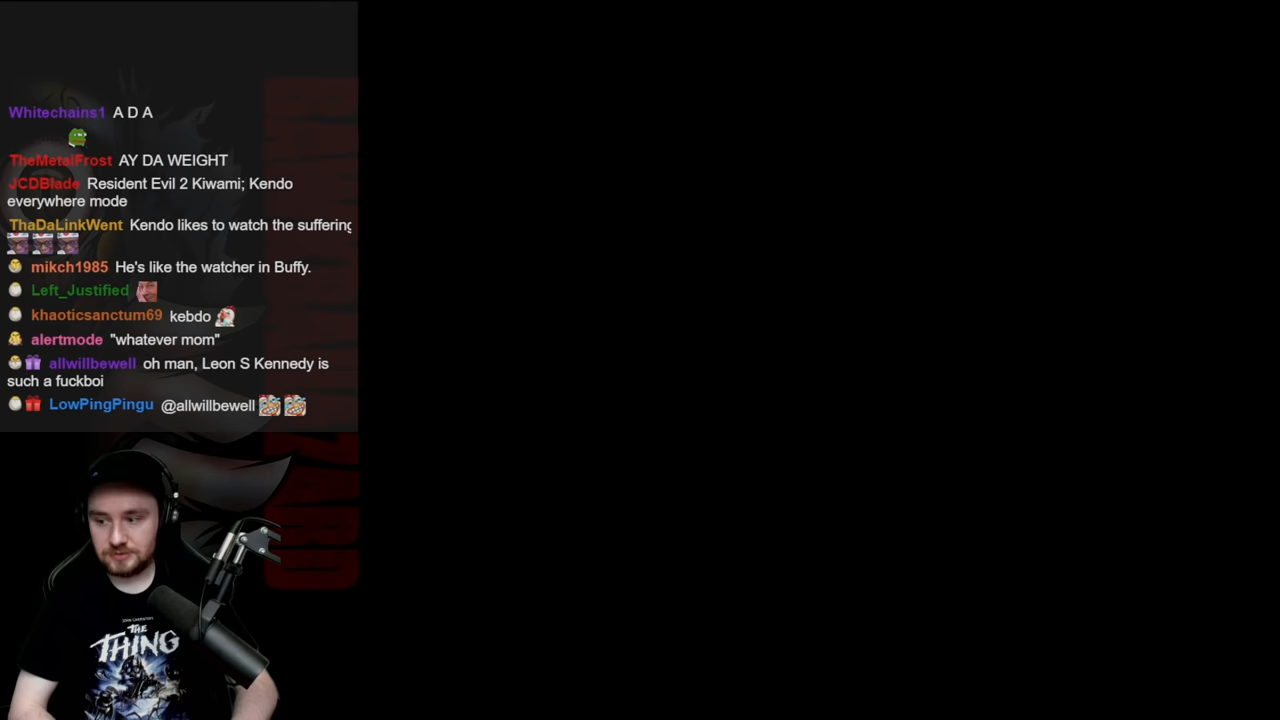 Whitechains1 A D A
TheMetalFrost AY DA WEIGHT
JCDBlade Resident Evil 2 Kiwami; Kendo
everywhere mode
ThaDaLinkWent Kendo likes to watch the suffering
mikch1985 He's like the watcher in Buffy.
Left_Justified
khaoticsanctum69 kebdo
alertmode "whatever mom"
allwillbewell oh man, Leon S Kennedy is
such a fuckboi
LowPingPingu @allwillbewell
JOHN CARPENTER'S
THE
THING